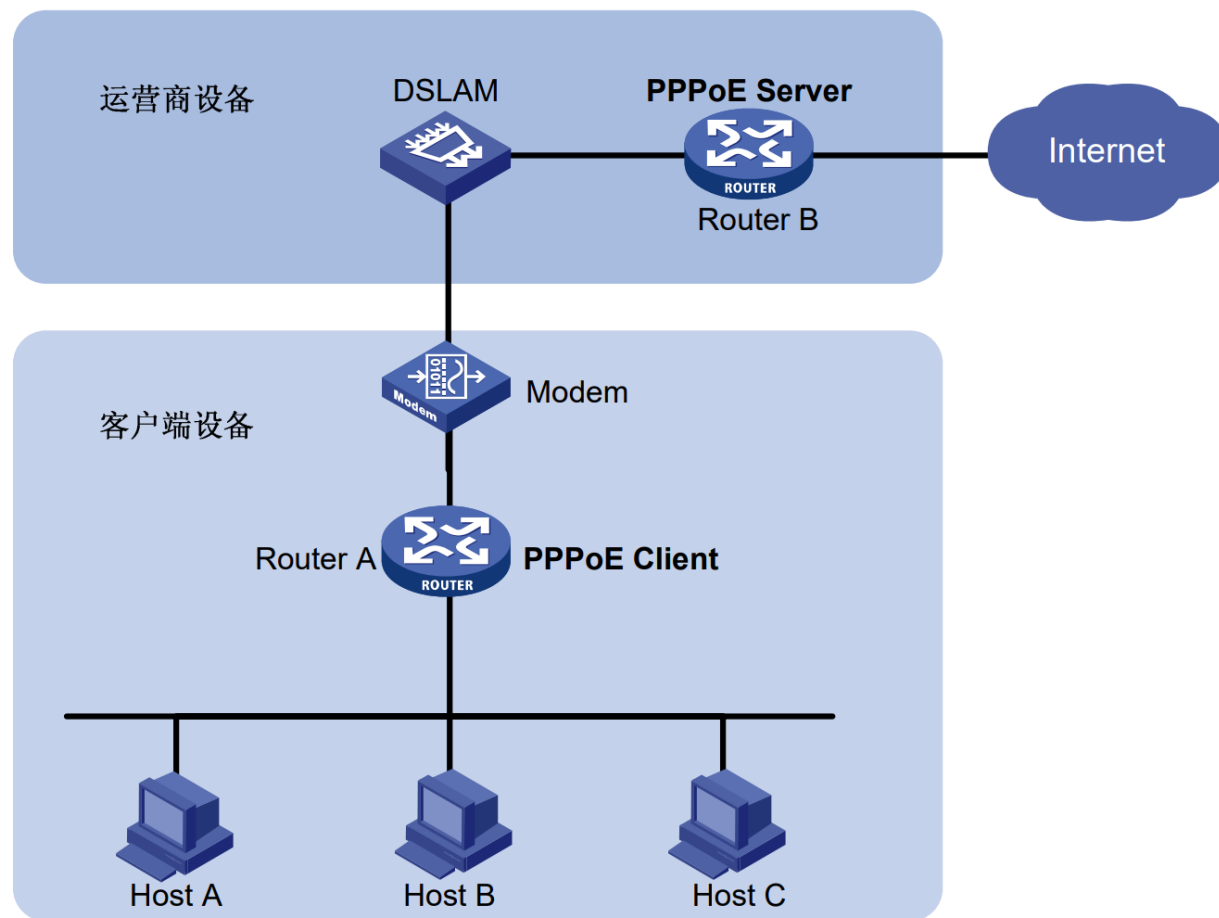 运营商设备
DSLAM
PPPoE Server
ROUTER
Router B
Internet
01011
Modem
Modem
客户端设备
Router A
ROUTER
PPPoE Client
Host A
Host B
Host C